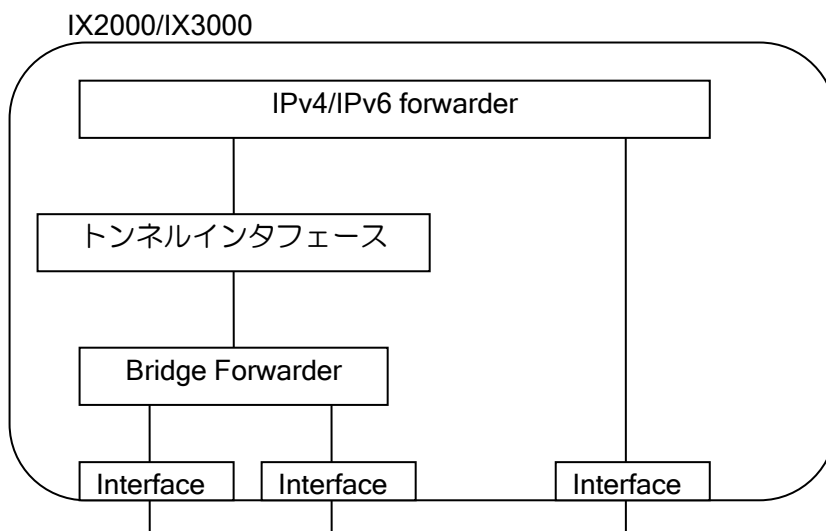 IX2000/IX3000
IPv4/IPv6 forwarder
トンネルインタフェース
Bridge Forwarder
Interface
Interface
Interface